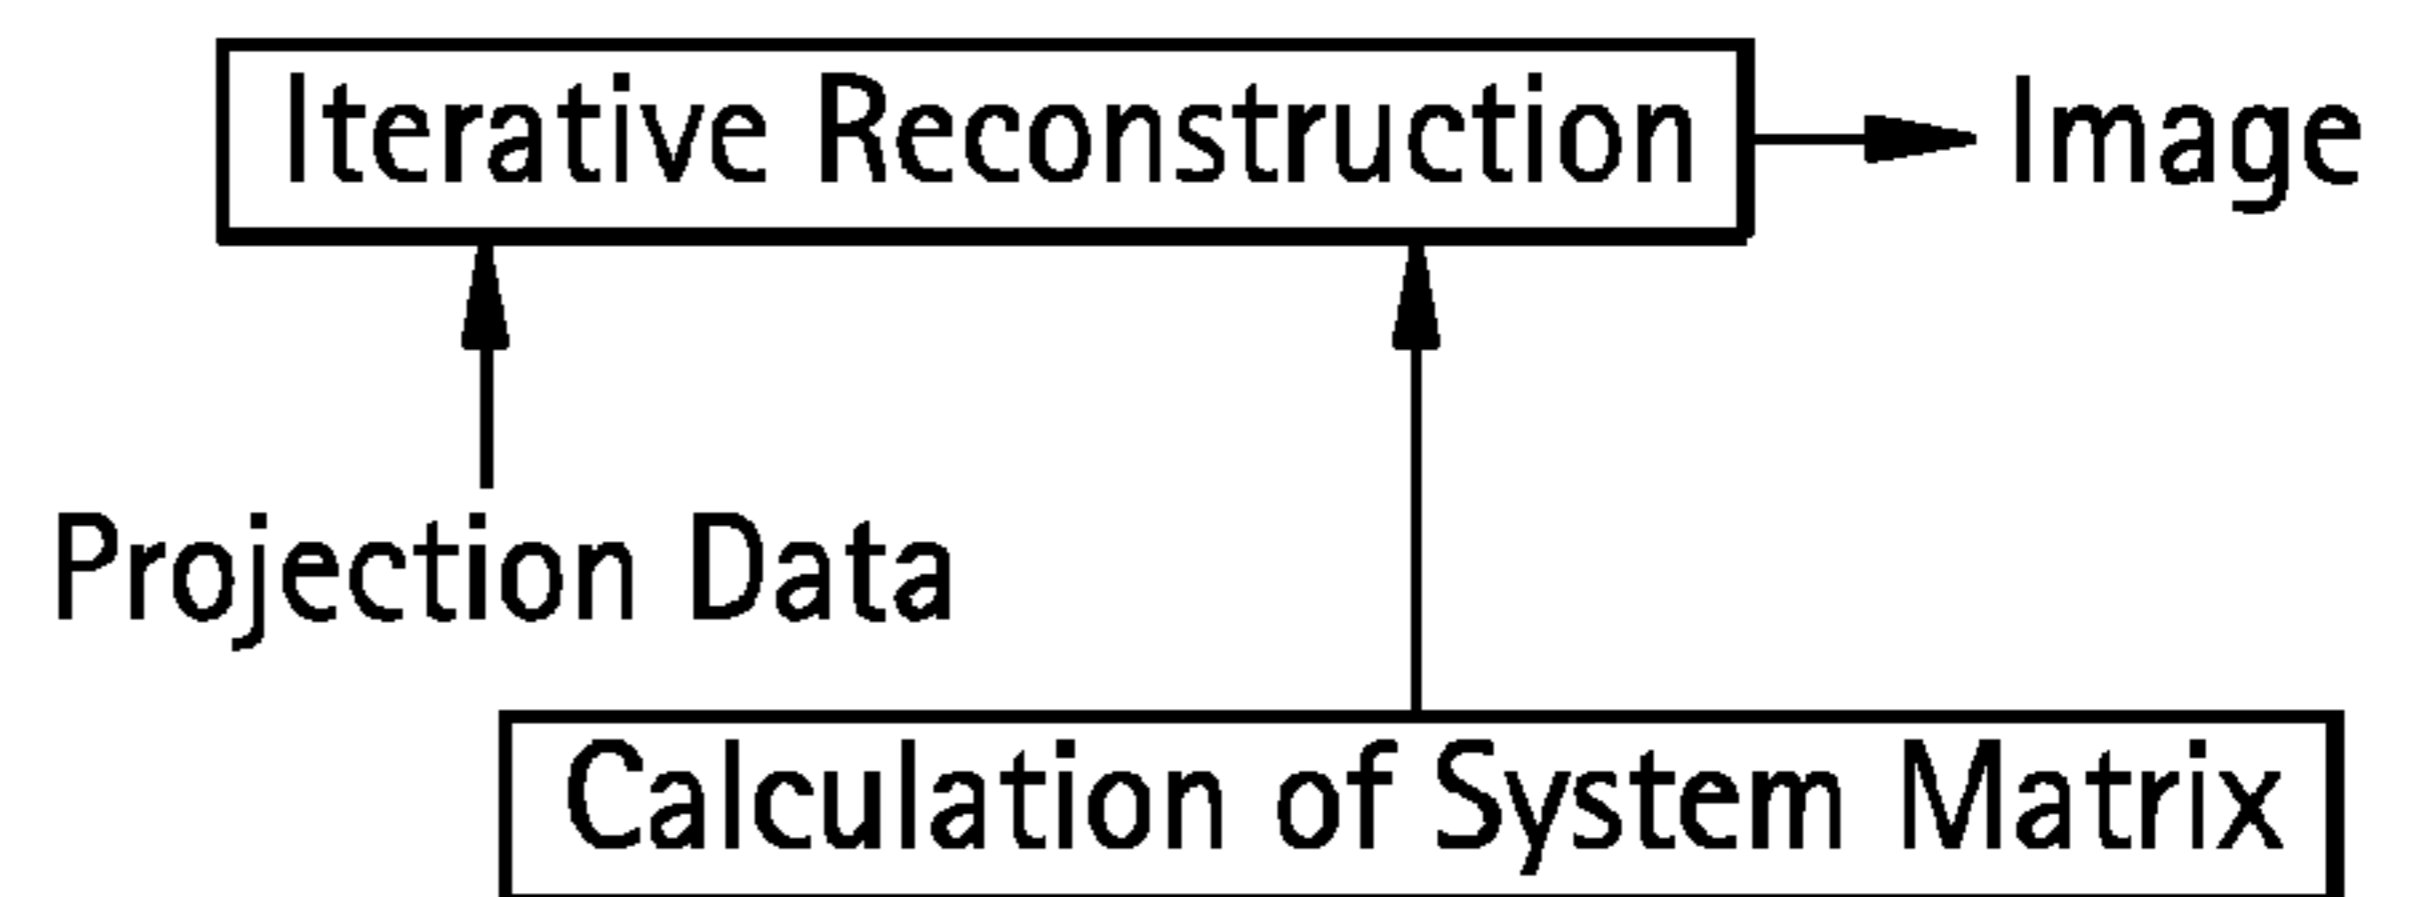 Iterative Reconstruction
Image
Projection Data
Calculation of System Matrix